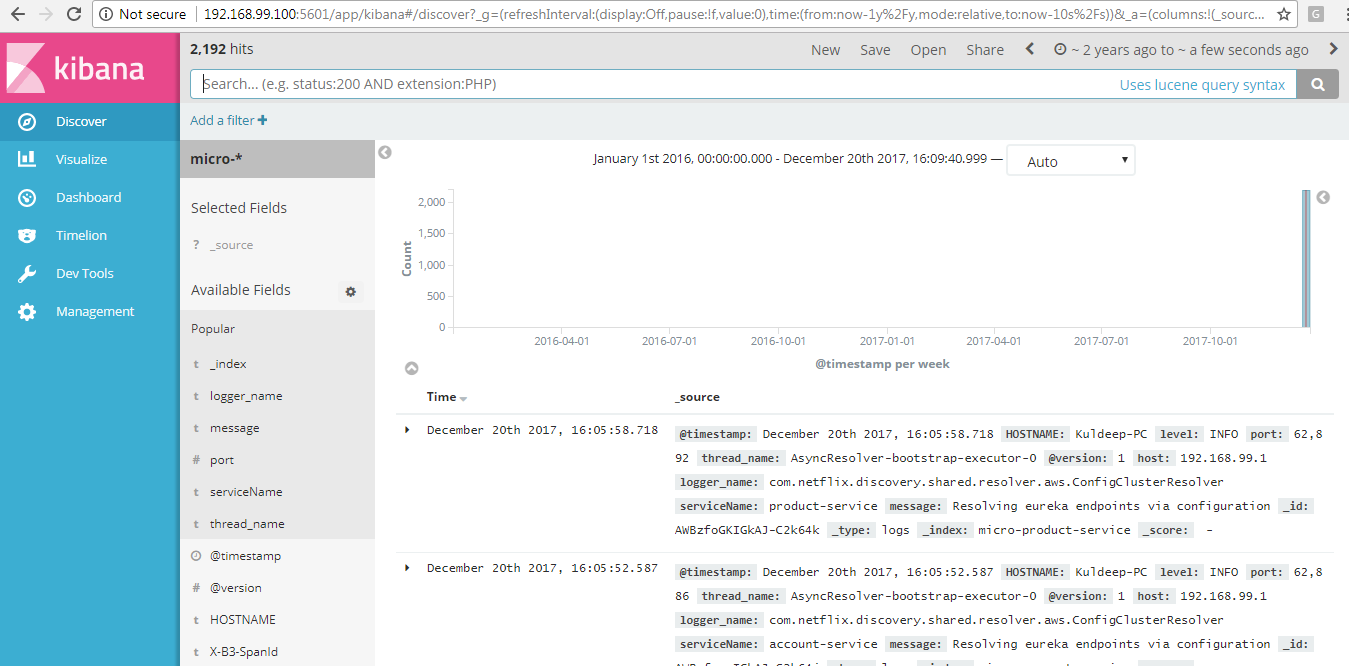 Not secure 192.168.99.100:5601/app/kibana#/discover?_g=(refreshInterval:(display:Off,pause:!f,value:0),time:(from:now-1y%2Fy,mode:relative,to:now-10s%2Fs))&_a=(columns:!(_sourc... G
kibana
Discover
Visualize
Dashboard
Timelion
Dev Tools
Management
2,192 hits
New Save Open Share ~ 2 years ago to ~ a few seconds ago
Search... (e.g. status:200 AND extension:PHP) Uses lucene query syntax
Add a filter +
micro-*
Selected Fields
? _source
Available Fields
Popular
t _index
t logger_name
t message
# port
t serviceName
t thread_name
@timestamp
# @version
t HOSTNAME
t X-B3-SpanId
January 1st 2016, 00:00:00.000 - December 20th 2017, 16:09:40.999 — Auto
Count
2,000
1,500
1,000
500
0
2016-04-01 2016-07-01 2016-10-01 2017-01-01 2017-04-01 2017-07-01 2017-10-01
@timestamp per week
Time _source
December 20th 2017, 16:05:58.718
@timestamp: December 20th 2017, 16:05:58.718 HOSTNAME: Kuldeep-PC level: INFO port: 62,8
92 thread_name: AsyncResolver-bootstrap-executor-0 @version: 1 host: 192.168.99.1
logger_name: com.netflix.discovery.shared.resolver.aws.ConfigClusterResolver
serviceName: product-service message: Resolving eureka endpoints via configuration _id:
AWBzfoGKIGkAJ-C2k64k _type: logs _index: micro-product-service _score: -
December 20th 2017, 16:05:52.587
@timestamp: December 20th 2017, 16:05:52.587 HOSTNAME: Kuldeep-PC level: INFO port: 62,8
86 thread_name: AsyncResolver-bootstrap-executor-0 @version: 1 host: 192.168.99.1
logger_name: com.netflix.discovery.shared.resolver.aws.ConfigClusterResolver
serviceName: account-service message: Resolving eureka endpoints via configuration _id: